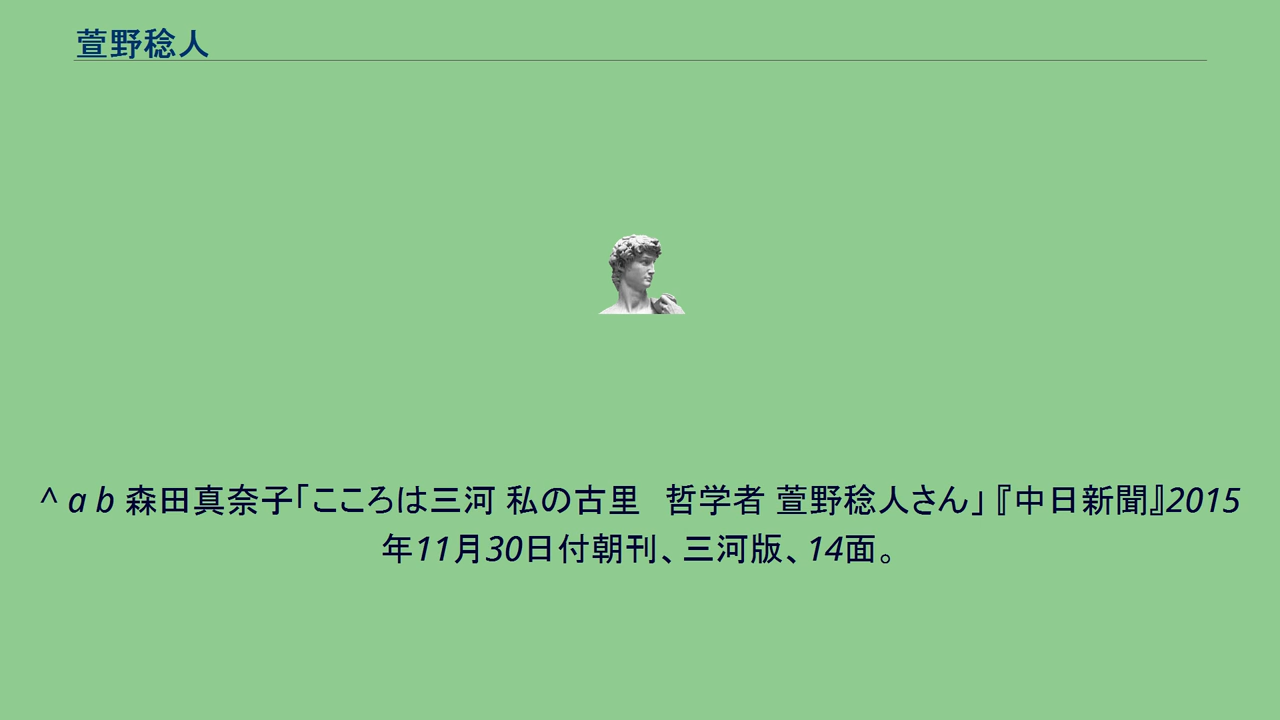 萱野稔人
^ a b 森田真奈子「こころは三河 私の古里　哲学者 萱野稔人さん」『中日新聞』2015
年11月30日付朝刊、三河版、14面。